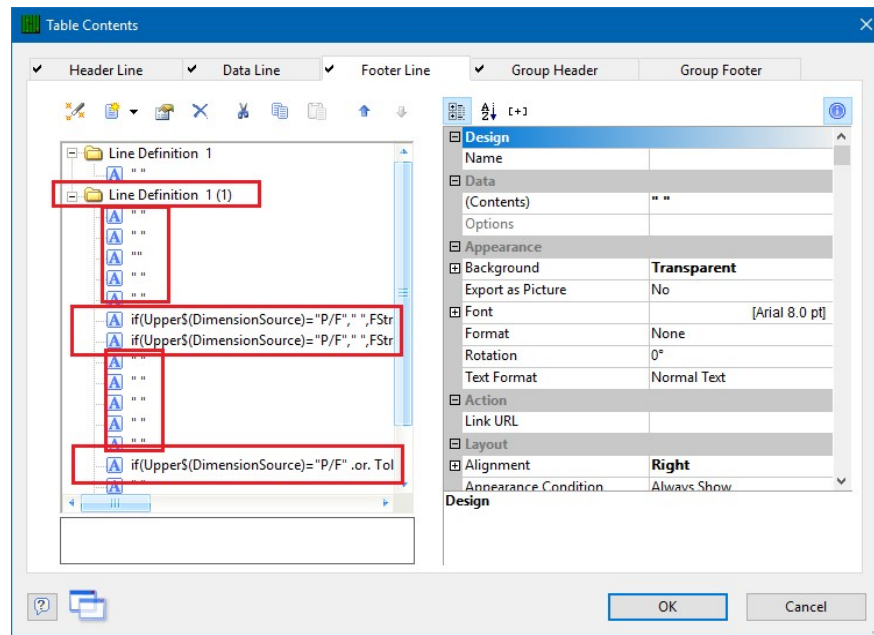 Table Contents
Header Line Data Line Footer Line Group Header Group Footer
Line Definition 1
" "
Line Definition 1 (1)
" "
" "
""
" "
" "
if(Upper$(DimensionSource)="P/F"," ",FStr
if(Upper$(DimensionSource)="P/F"," ",FStr
" "
" "
" "
" "
" "
if(Upper$(DimensionSource)="P/F" .or. Tol
" "
A
Z
[+]
Design
Name
Data
(Contents) " "
Options
Appearance
Background Transparent
Export as Picture No
Font [Arial 8.0 pt]
Format None
Rotation 0°
Text Format Normal Text
Action
Link URL
Layout
Alignment Right
Appearance Condition Always Show
Design
OK Cancel